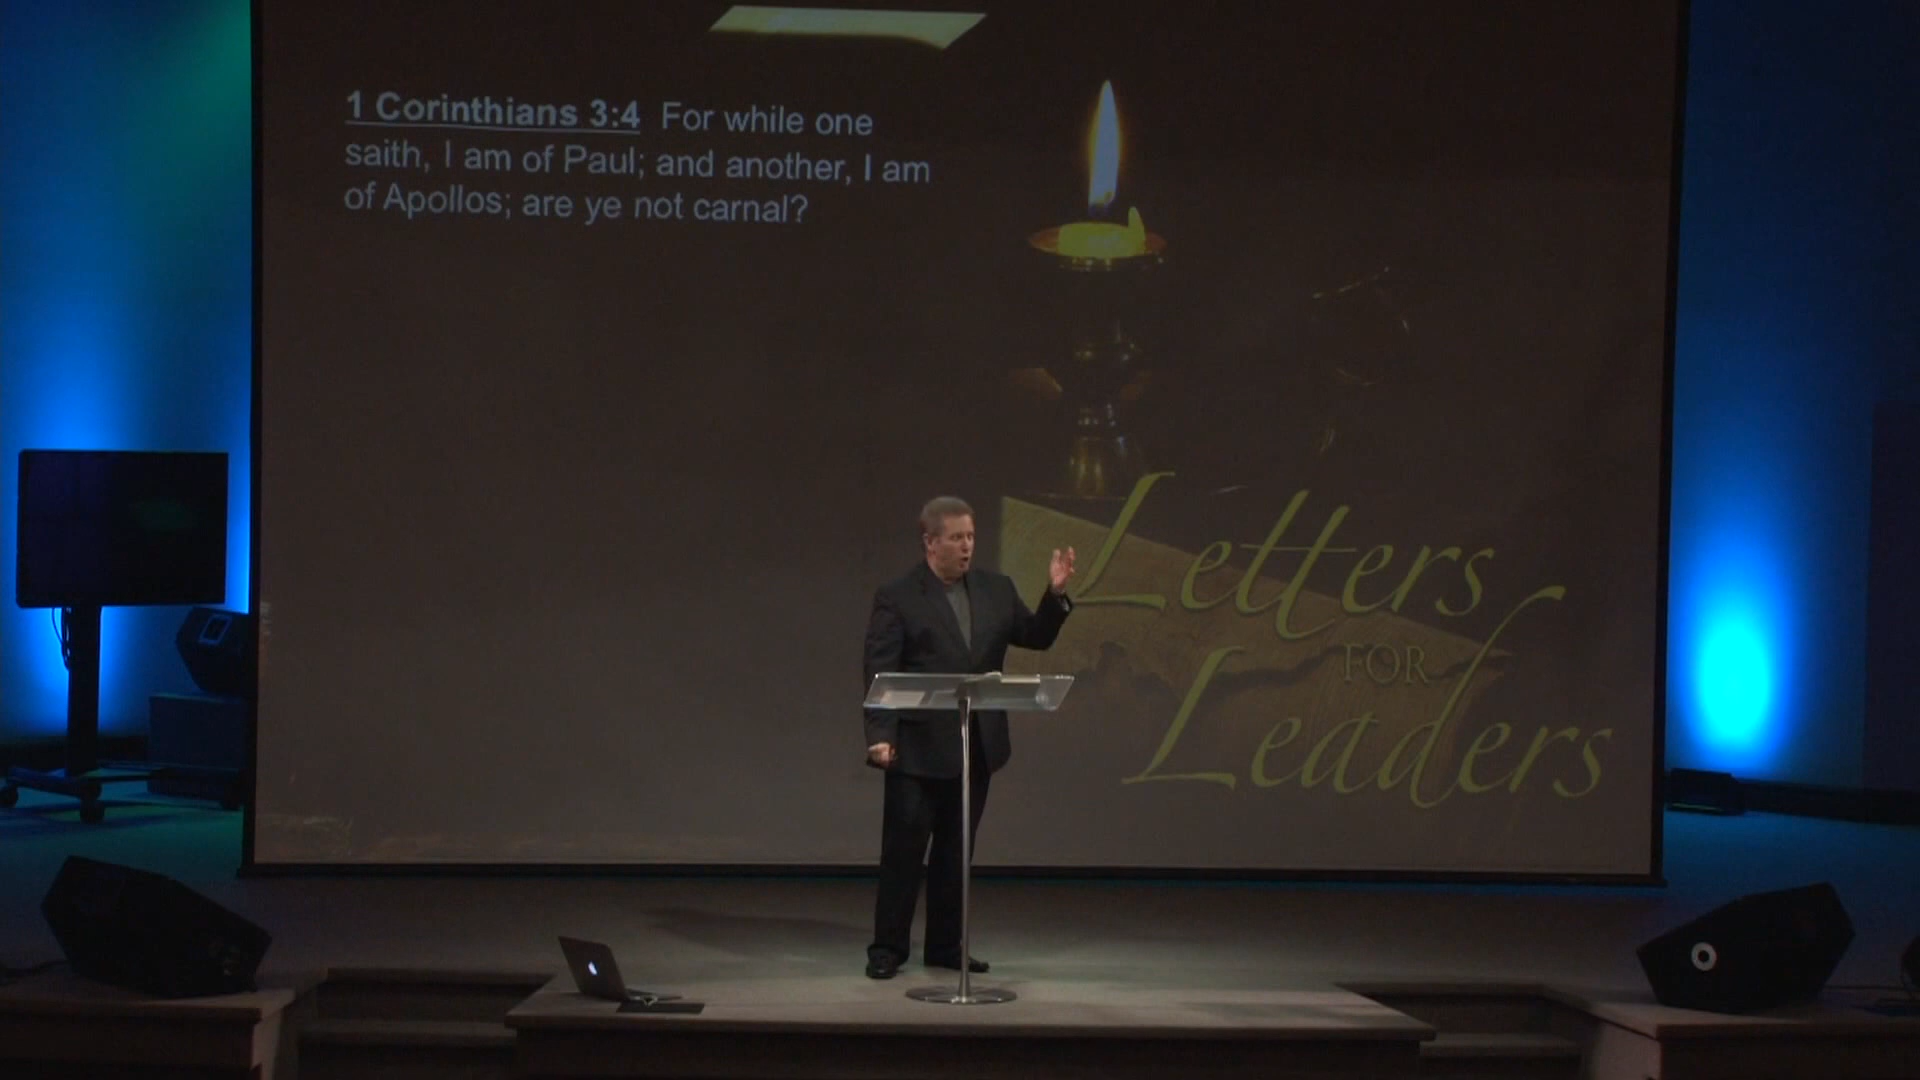 1 Corinthians 3:4 For while one
saith, I am of Paul; and another, I am
of Apollos; are ye not carnal?
Letters
FOR
Leaders